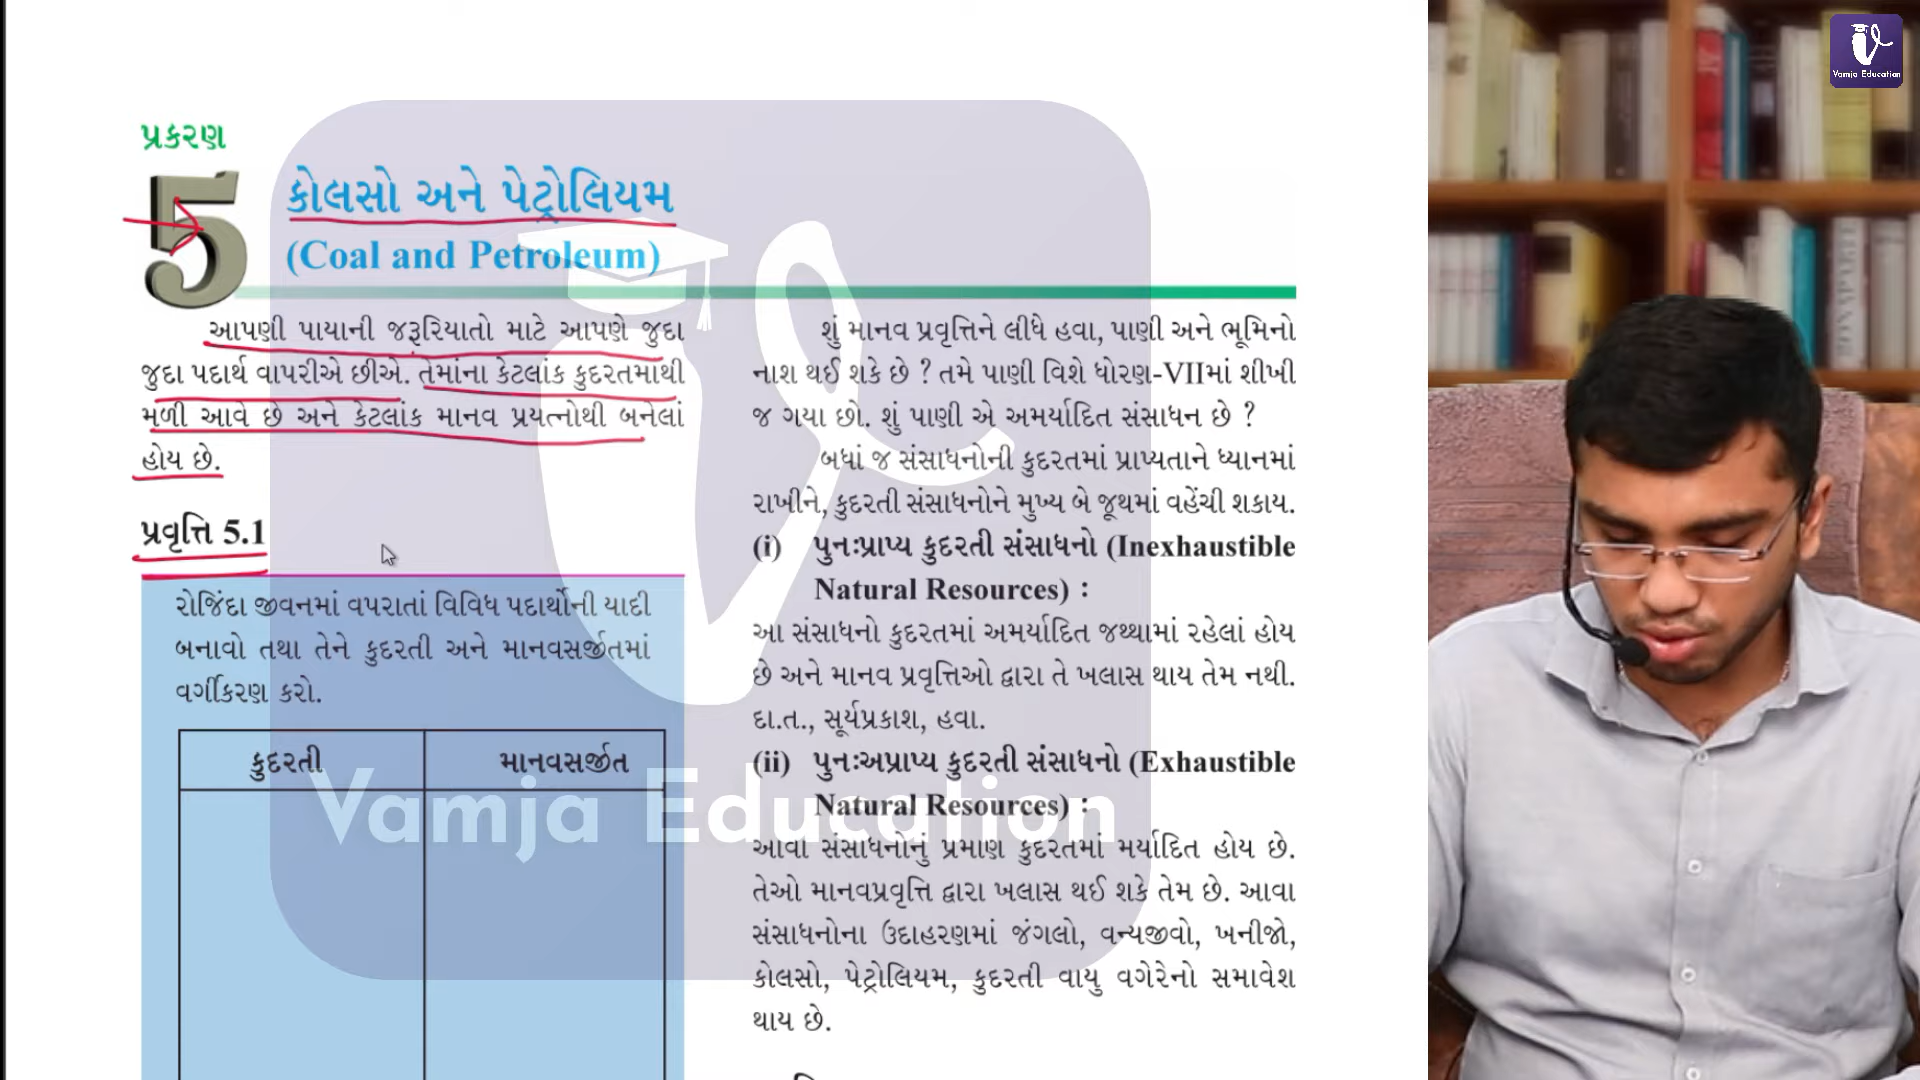 પ્રકરણ
5
કોલસો અને પેટ્રોલિયમ
(Coal and Petroleum)
આપણી પાયાની જરૂરિયાતો માટે આપણે જુદા
જુદા પદાર્થ વાપરીએ છીએ. તેમાંના કેટલાંક કુદરતમાંથી
મળી આવે છે અને કેટલાંક માનવ પ્રયત્નોથી બનેલાં
હોય છે.
પ્રવૃત્તિ 5.1
રોજિંદા જીવનમાં વપરાતાં વિવિધ પદાર્થોની યાદી
બનાવો તથા તેને કુદરતી અને માનવસર્જીતમાં
વર્ગીકરણ કરો.
કુદરતી
માનવસર્જીત
શું માનવ પ્રવૃત્તિને લીધે હવા, પાણી અને ભૂમિનો
નાશ થઈ શકે છે ? તમે પાણી વિશે ધોરણ-VIIમાં શીખી
જ ગયા છો. શું પાણી એ અમર્યાદિત સંસાધન છે ?
બધાં જ સંસાધનોની કુદરતમાં પ્રાપ્યતાને ધ્યાનમાં
રાખીને, કુદરતી સંસાધનોને મુખ્ય બે જૂથમાં વહેંચી શકાય.
(i) પુનઃપ્રાપ્ય કુદરતી સંસાધનો (Inexhaustible
Natural Resources) :
આ સંસાધનો કુદરતમાં અમર્યાદિત જથ્થામાં રહેલાં હોય
છે અને માનવ પ્રવૃત્તિઓ દ્વારા તે ખલાસ થાય તેમ નથી.
દા.ત., સૂર્યપ્રકાશ, હવા.
(ii) પુનઃઅપ્રાપ્ય કુદરતી સંસાધનો (Exhaustible
Natural Resources) :
આવા સંસાધનોનું પ્રમાણ કુદરતમાં મર્યાદિત હોય છે.
તેઓ માનવપ્રવૃત્તિ દ્વારા ખલાસ થઈ શકે તેમ છે. આવા
સંસાધનોના ઉદાહરણમાં જંગલો, વન્યજીવો, ખનીજો,
કોલસો, પેટ્રોલિયમ, કુદરતી વાયુ વગેરેનો સમાવેશ
થાય છે.
Vamja Education
Vamja Education